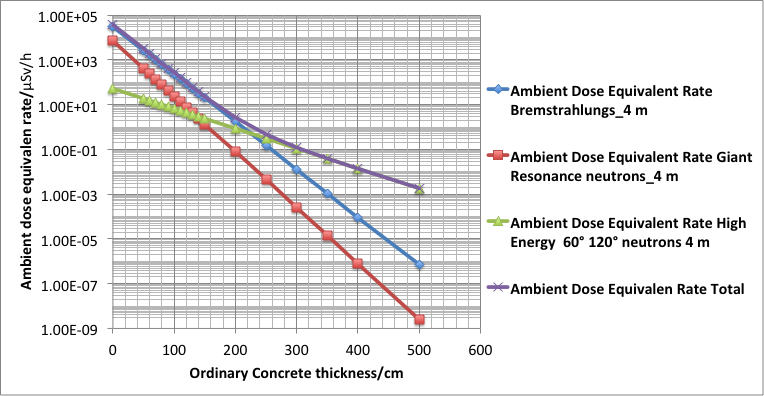 1.00E+05
1.00E+03
1.00E+01
1.00E-01
1.00E-03
1.00E-05
1.00E-07
1.00E-09
Ambient dose equivalen rate/µSv/h
0 100 200 300 400 500 600
Ordinary Concrete thickness/cm
Ambient Dose Equivalent Rate
Bremstrahlungs_4 m
Ambient Dose Equivalent Rate Giant
Resonance neutrons_4 m
Ambient Dose Equivalent Rate High
Energy 60° 120° neutrons 4 m
Ambient Dose Equivalen Rate Total